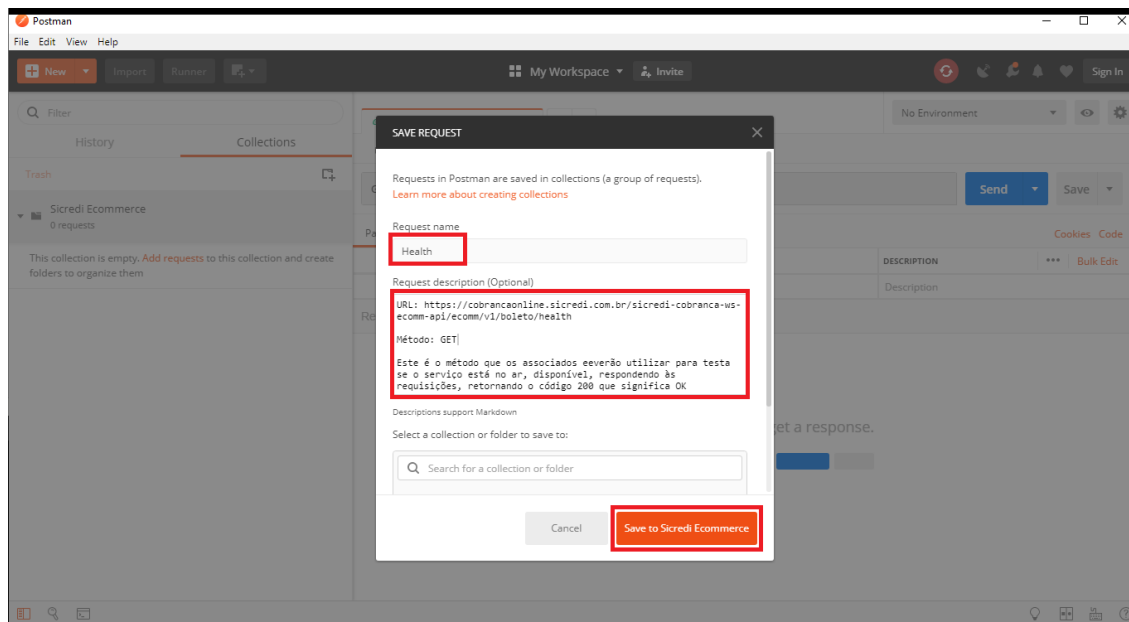 Postman
File Edit View Help
New Import Runner My Workspace Invite Sign In
Filter
History Collections
Trash
Sicredi Ecommerce
0 requests
This collection is empty. Add requests to this collection and create
folders to organize them
No Environment
Send Save
Cookies Code
DESCRIPTION Bulk Edit
Description
SAVE REQUEST
Requests in Postman are saved in collections (a group of requests).
Learn more about creating collections
Request name
Health
Request description (Optional)
URL: https://cobrancaonline.sicredi.com.br/sicredi-cobranca-ws-
ecomm-api/ecomm/v1/boleto/health
Método: GET
Este é o método que os associados eeverão utilizar para testa
se o serviço está no ar, disponível, respondendo às
requisições, retornando o código 200 que significa OK
Descriptions support Markdown
Select a collection or folder to save to:
Search for a collection or folder
Cancel Save to Sicredi Ecommerce
get a response.